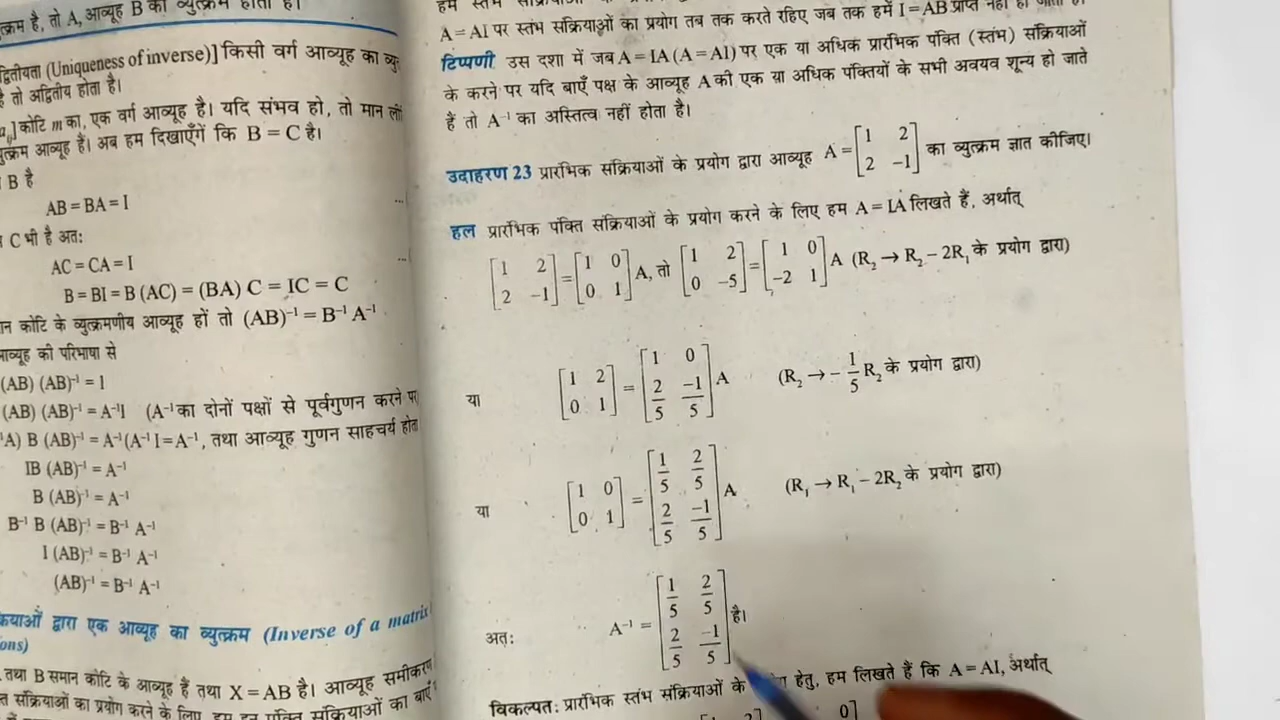 त्क्रम है, तो A, आव्यूह B का व्युत्क्रम होता है।
द्वितीयता (Uniqueness of inverse)] किसी वर्ग आव्यूह का व्यु
है तो अद्वितीय होता है।
कोटि m का, एक वर्ग आव्यूह है। यदि संभव हो, तो मान ली
त्क्रम आव्यूह हैं। अब हम दिखाएँगें कि B = C है।
B है
AB = BA = I
C भी है अतः
AC = CA = I
B = BI = B (AC) = (BA) C = IC = C
न कोटि के व्युत्क्रमणीय आव्यूह हों तो (AB)⁻¹ = B⁻¹ A⁻¹
आव्यूह की परिभाषा से
(AB) (AB)⁻¹ = 1
(AB) (AB)⁻¹ = A⁻¹I (A⁻¹ का दोनों पक्षों से पूर्वगुणन करने पर
A) B (AB)⁻¹ = A⁻¹ (A⁻¹ I = A⁻¹, तथा आव्यूह गुणन साहचर्य होता
IB (AB)⁻¹ = A⁻¹
B (AB)⁻¹ = A⁻¹
B⁻¹ B (AB)⁻¹ = B⁻¹ A⁻¹
I (AB)⁻¹ = B⁻¹ A⁻¹
(AB)⁻¹ = B⁻¹ A⁻¹
क्रियाओं द्वारा एक आव्यूह का व्युत्क्रम (Inverse of a matrix
ons)
तथा B समान कोटि के आव्यूह हैं तथा X = AB है। आव्यूह समीकरण
A = AI पर स्तंभ संक्रियाओं का प्रयोग तब तक करते रहिए जब तक हमें I = AB प्राप्त नहीं हो जाता
टिप्पणी उस दशा में जब A = IA (A = AI) पर एक या अधिक प्रारंभिक पंक्ति (स्तंभ) संक्रियाओं
के करने पर यदि बाएँ पक्ष के आव्यूह A की एक या अधिक पंक्तियों के सभी अवयव शून्य हो जाते
हैं तो A⁻¹ का अस्तित्व नहीं होता है।
उदाहरण 23 प्रारंभिक संक्रियाओं के प्रयोग द्वारा आव्यूह A = [1 2; 2 −1] का व्युत्क्रम ज्ञात कीजिए।
हल प्रारंभिक पंक्ति संक्रियाओं के प्रयोग करने के लिए हम A = IA लिखते हैं, अर्थात्
[1 2; 2 −1] = [1 0; 0 1] A, तो [1 2; 0 −5] = [1 0; −2 1] A (R₂ → R₂ − 2R₁ के प्रयोग द्वारा)
या [1 2; 0 1] = [1 0; 2/5 −1/5] A (R₂ → −1/5 R₂ के प्रयोग द्वारा)
या [1 0; 0 1] = [1/5 2/5; 2/5 −1/5] A (R₁ → R₁ − 2R₂ के प्रयोग द्वारा)
अतः A⁻¹ = [1/5 2/5; 2/5 −1/5] है।
विकल्पतः प्रारंभिक स्तंभ संक्रियाओं के हेतु, हम लिखते हैं कि A = AI, अर्थात्